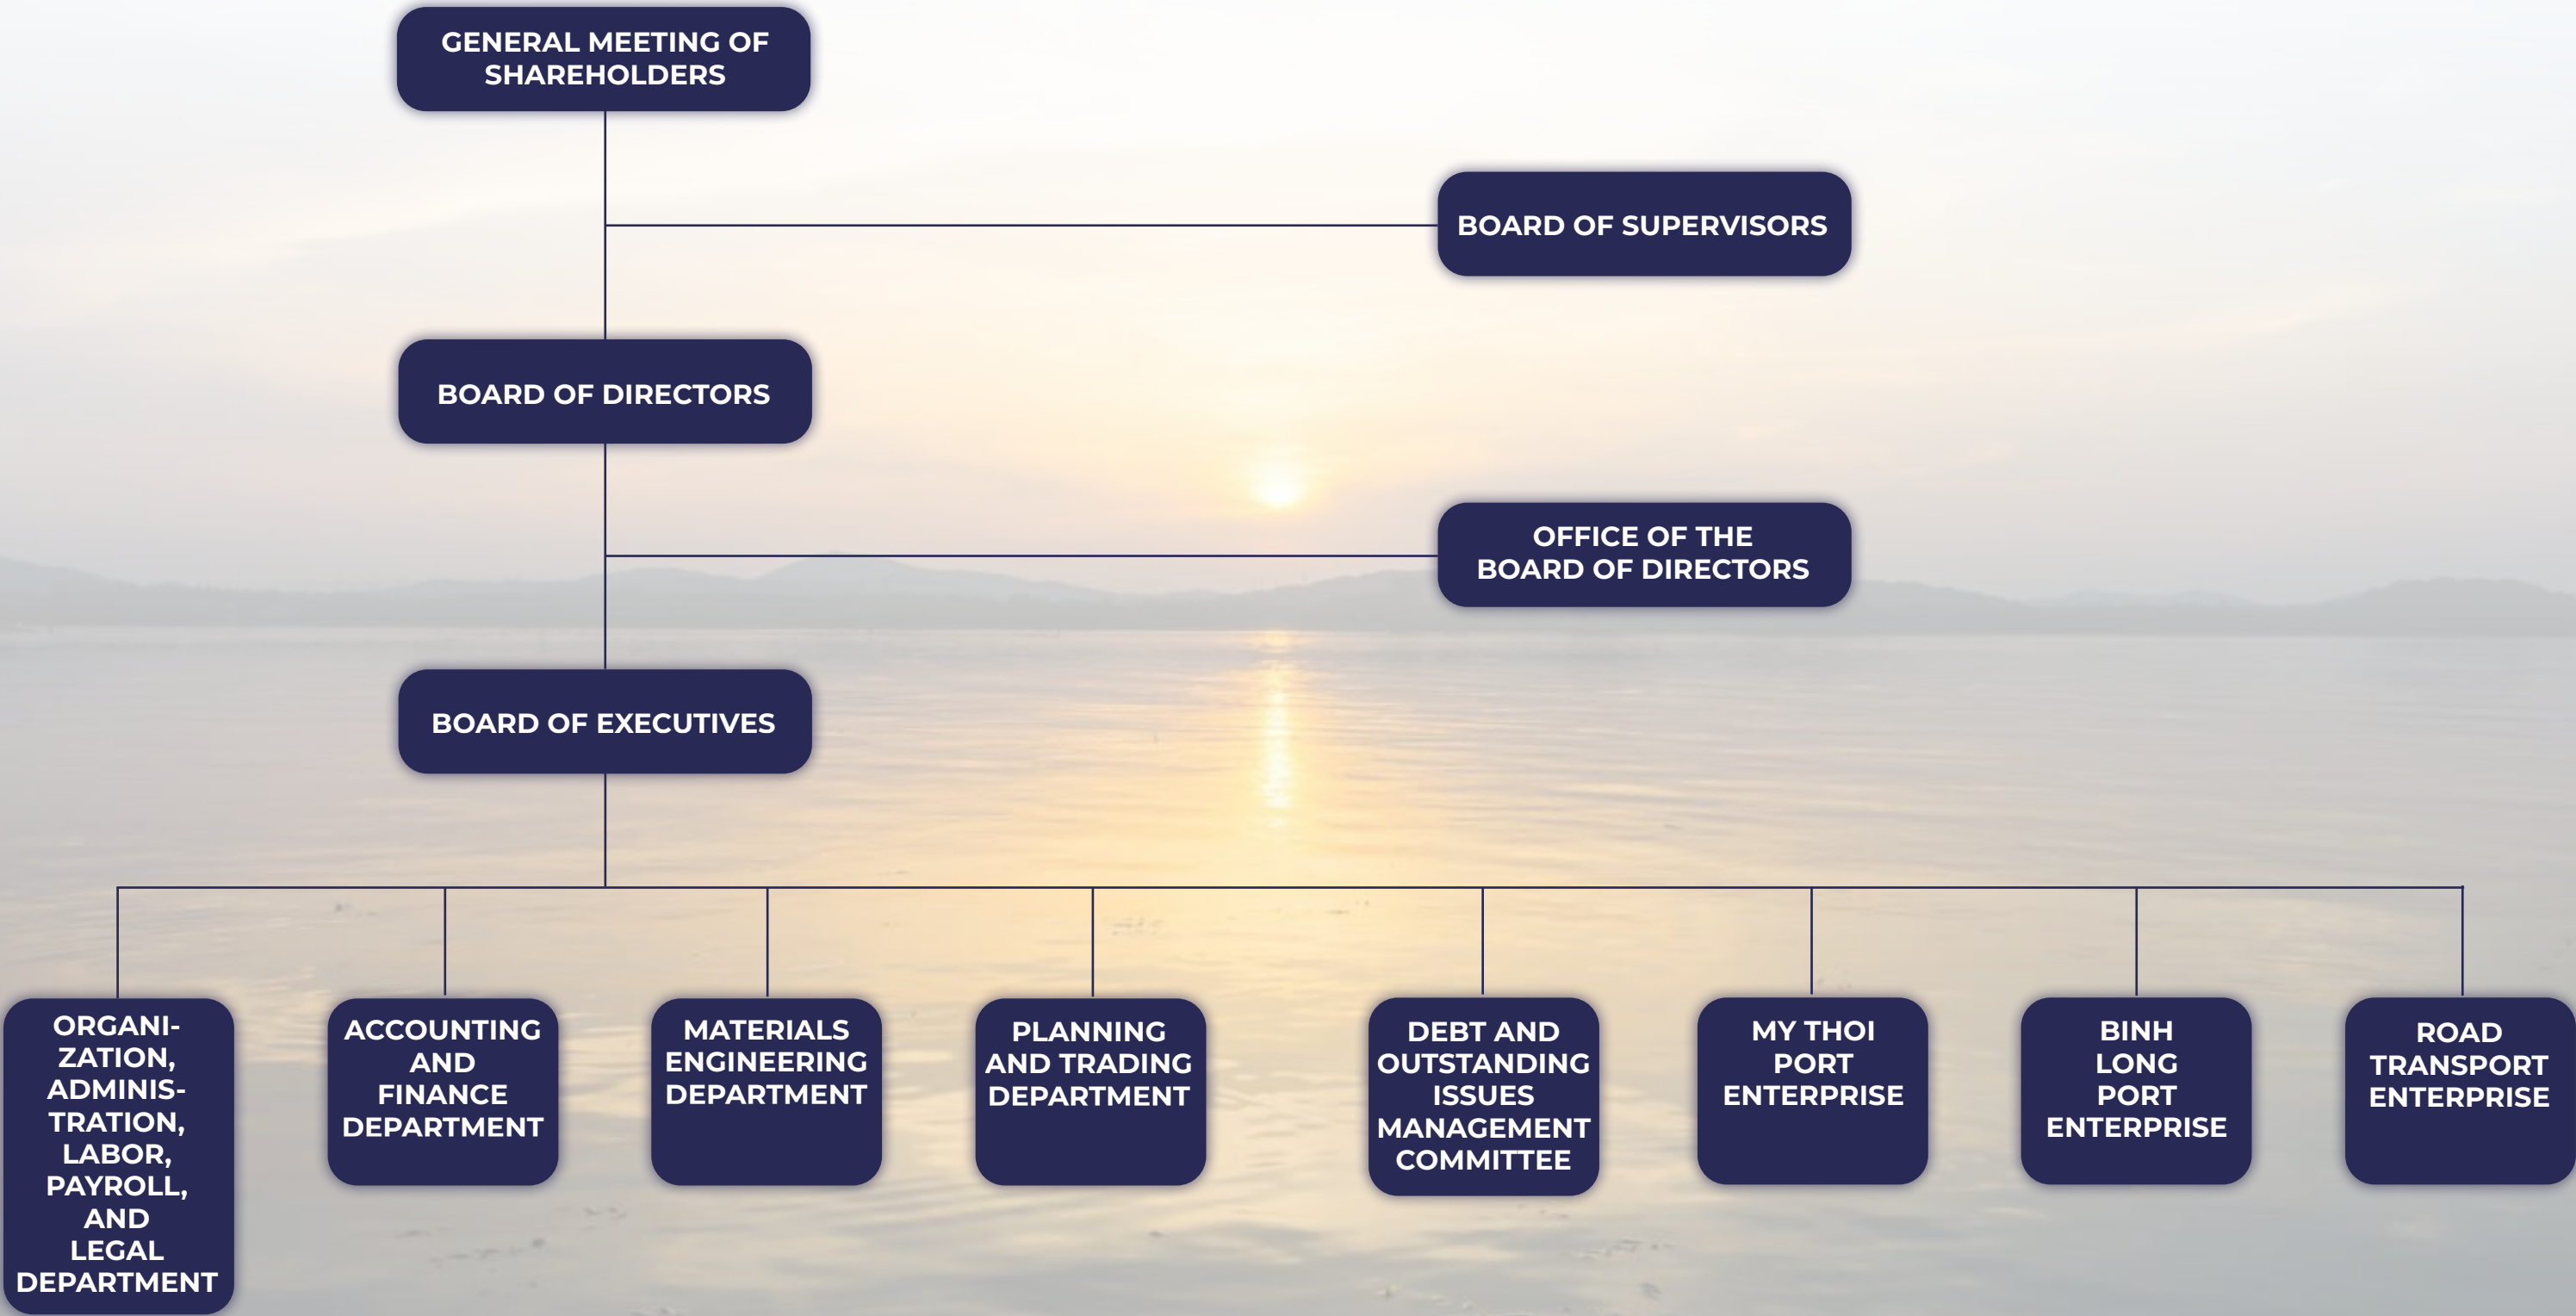 GENERAL MEETING OF
SHAREHOLDERS
BOARD OF SUPERVISORS
BOARD OF DIRECTORS
OFFICE OF THE
BOARD OF DIRECTORS
BOARD OF EXECUTIVES
ORGANI-
ZATION,
ADMINIS-
TRATION,
LABOR,
PAYROLL,
AND
LEGAL
DEPARTMENT
ACCOUNTING
AND
FINANCE
DEPARTMENT
MATERIALS
ENGINEERING
DEPARTMENT
PLANNING
AND TRADING
DEPARTMENT
DEBT AND
OUTSTANDING
ISSUES
MANAGEMENT
COMMITTEE
MY THOI
PORT
ENTERPRISE
BINH
LONG
PORT
ENTERPRISE
ROAD
TRANSPORT
ENTERPRISE